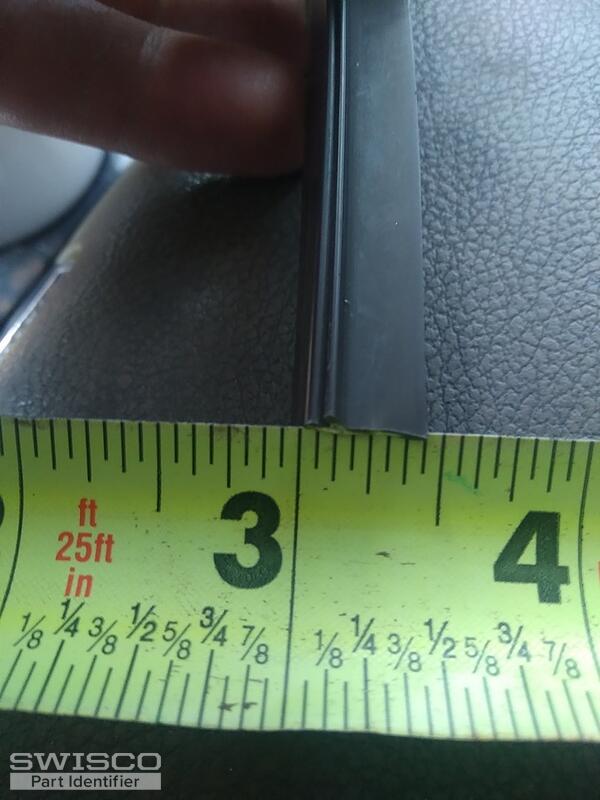 3
4
ft
25ft
in
1/8 1/4 3/8 1/2 5/8 3/4 7/8 1/8 1/4 3/8 1/2 5/8 3/4 7/8
SWISCO
Part Identifier